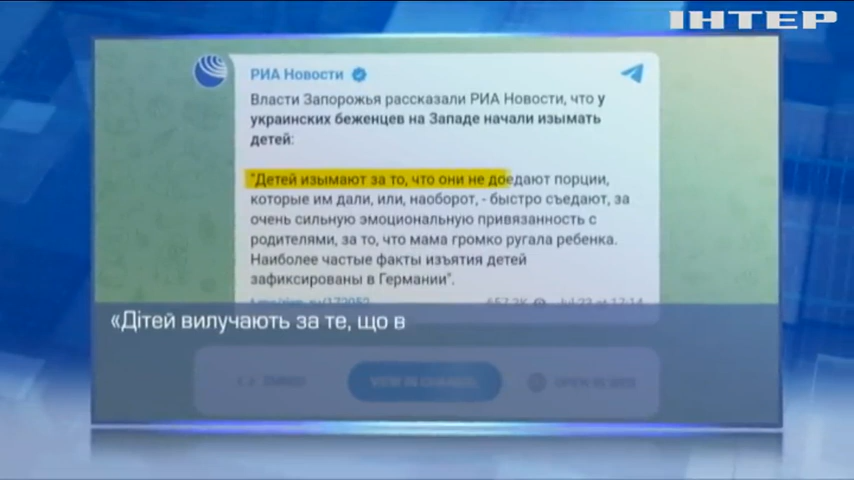 ІНТЕР
РИА Новости
Власти Запорожья рассказали РИА Новости, что у
украинских беженцев на Западе начали изымать
детей:
"Детей изымают за то, что они не доедают порции,
которые им дали, или, наоборот, - быстро съедают, за
очень сильную эмоциональную привязанность с
родителями, за то, что мама громко ругала ребенка.
Наиболее частые факты изъятия детей
зафиксированы в Германии".
«Дітей вилучають за те, що в
VIEW IN CHANNEL